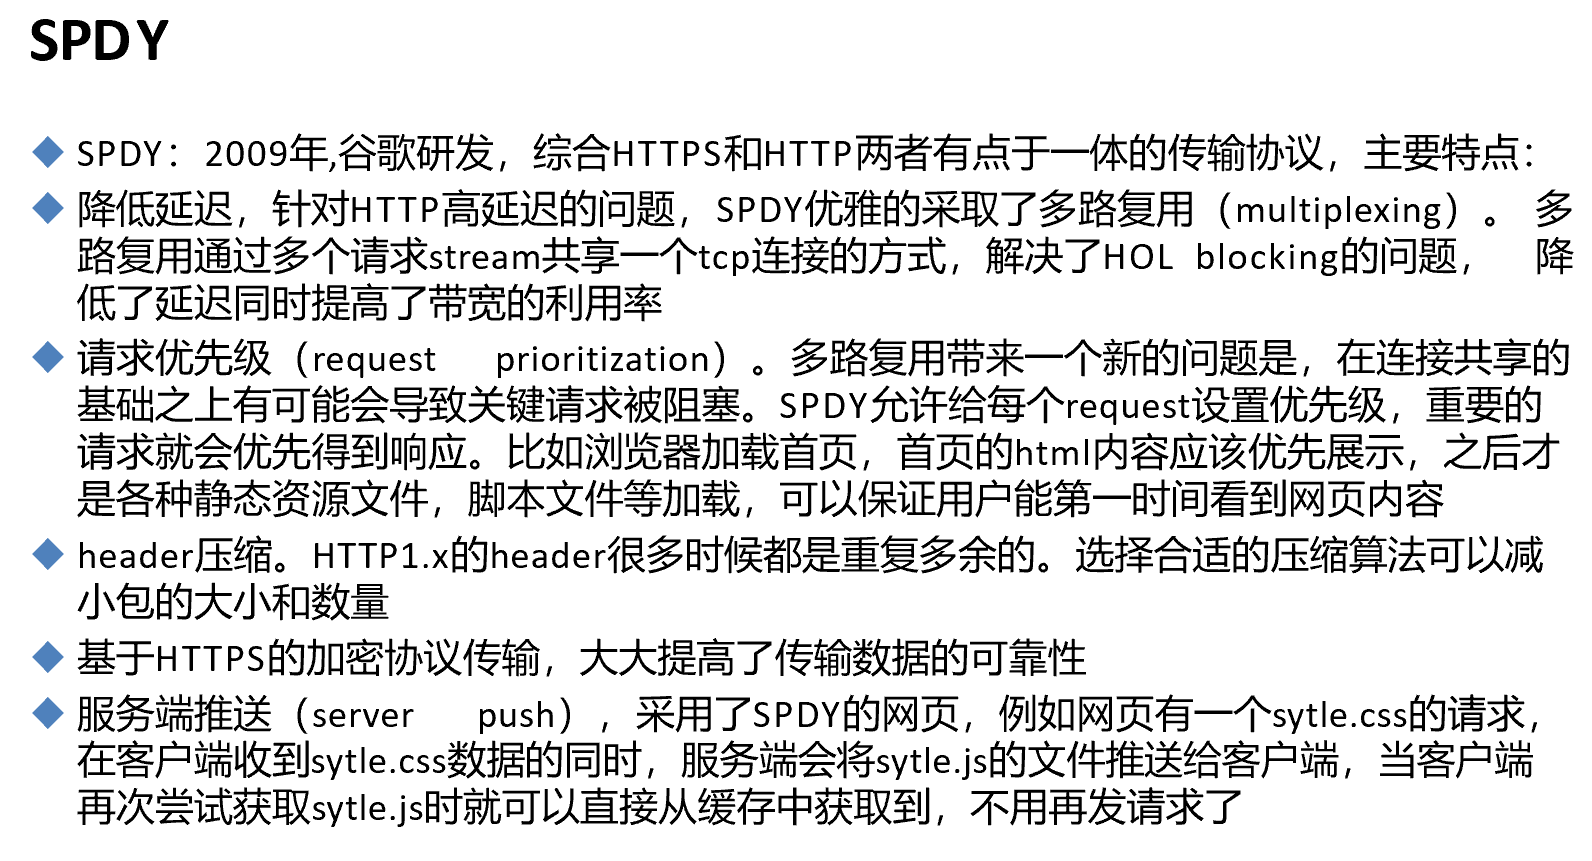 SPDY
SPDY：2009年,谷歌研发，综合HTTPS和HTTP两者有点于一体的传输协议，主要特点：
降低延迟，针对HTTP高延迟的问题，SPDY优雅的采取了多路复用（multiplexing）。 多
路复用通过多个请求stream共享一个tcp连接的方式，解决了HOL blocking的问题， 降
低了延迟同时提高了带宽的利用率
请求优先级（request prioritization）。多路复用带来一个新的问题是，在连接共享的
基础之上有可能会导致关键请求被阻塞。SPDY允许给每个request设置优先级，重要的
请求就会优先得到响应。比如浏览器加载首页，首页的html内容应该优先展示，之后才
是各种静态资源文件，脚本文件等加载，可以保证用户能第一时间看到网页内容
header压缩。HTTP1.x的header很多时候都是重复多余的。选择合适的压缩算法可以减
小包的大小和数量
基于HTTPS的加密协议传输，大大提高了传输数据的可靠性
服务端推送（server push），采用了SPDY的网页，例如网页有一个sytle.css的请求，
在客户端收到sytle.css数据的同时，服务端会将sytle.js的文件推送给客户端，当客户端
再次尝试获取sytle.js时就可以直接从缓存中获取到，不用再发请求了